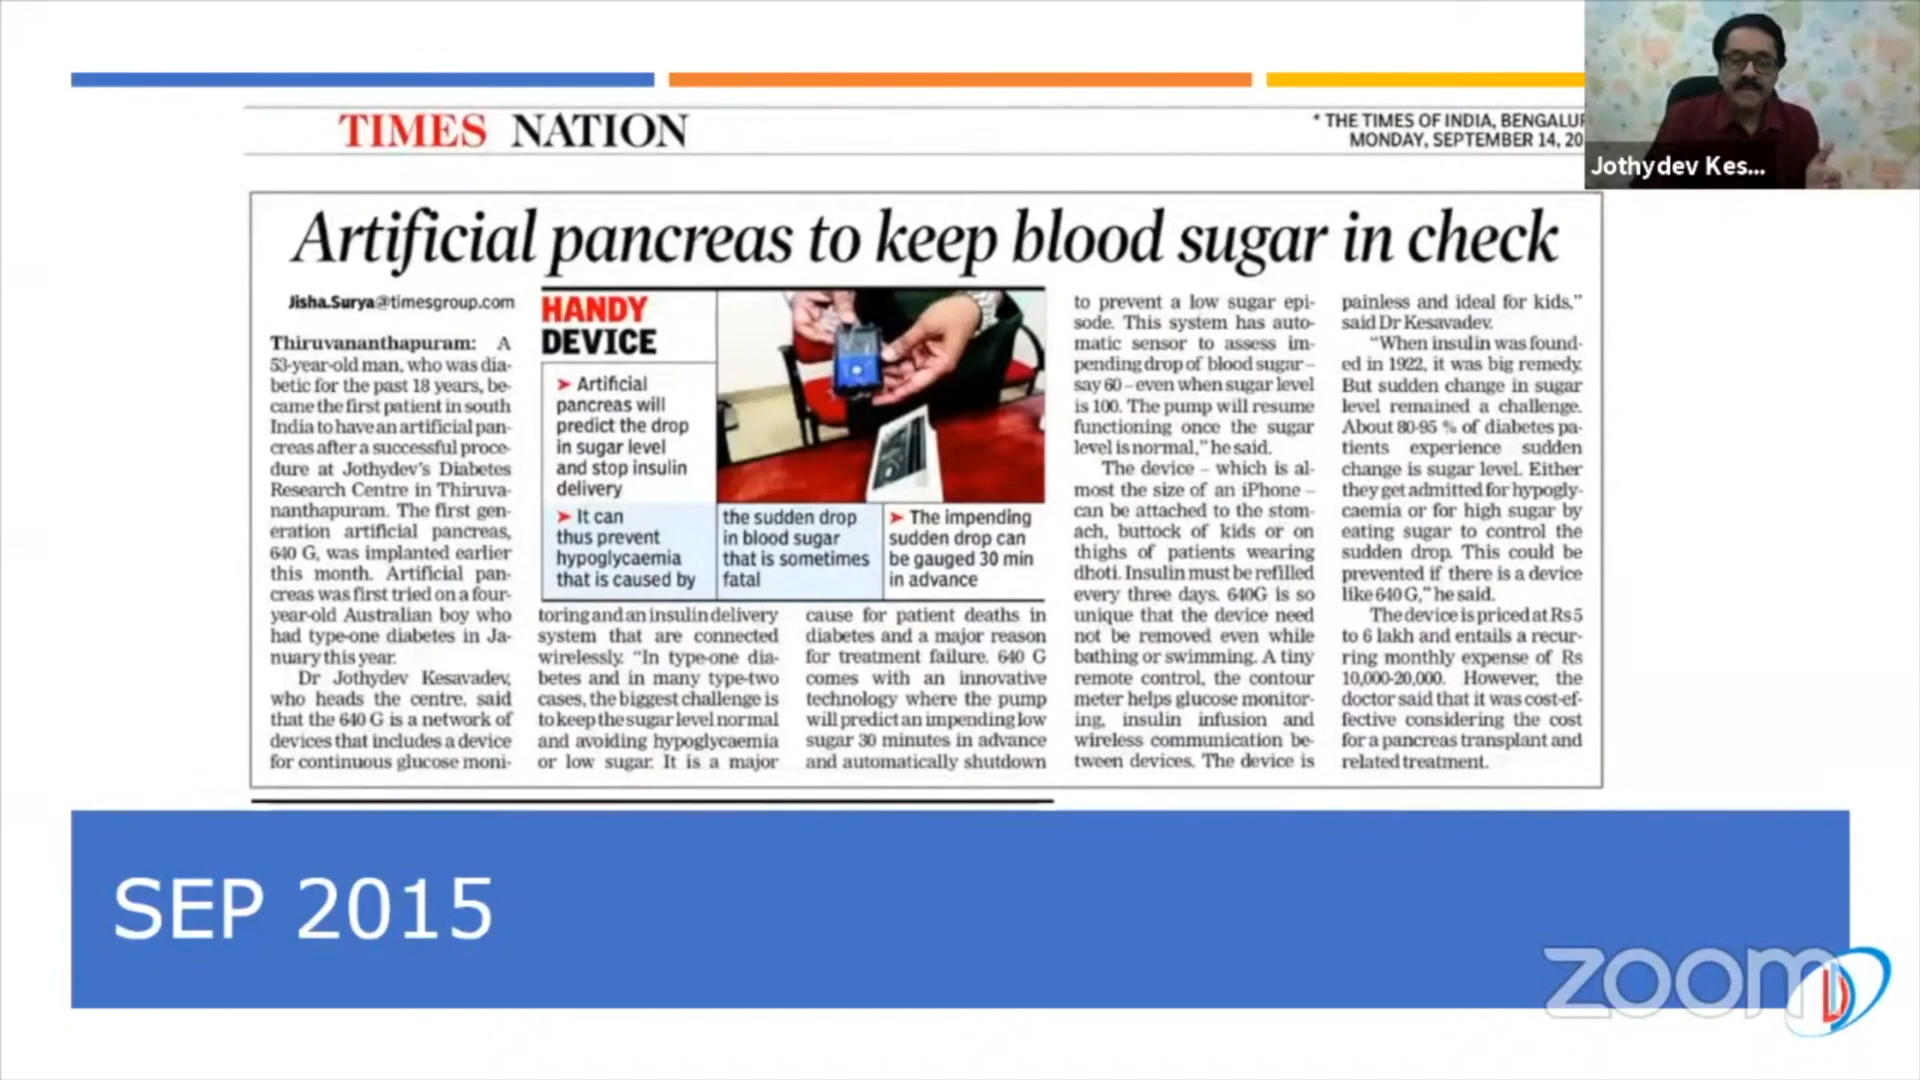 TIMES NATION
* THE TIMES OF INDIA, BENGALUR
MONDAY, SEPTEMBER 14, 20
Jothydev Kes...
Artificial pancreas to keep blood sugar in check
Jisha.Surya@timesgroup.com
Thiruvananthapuram: A
53-year-old man, who was dia-
betic for the past 18 years, be-
came the first patient in south
India to have an artificial pan-
creas after a successful proce-
dure at Jothydev's Diabetes
Research Centre in Thiruva-
nanthapuram. The first gen-
eration artificial pancreas,
640 G, was implanted earlier
this month. Artificial pan-
creas was first tried on a four-
year-old Australian boy who
had type-one diabetes in Ja-
nuary this year.
Dr Jothydev Kesavadev,
who heads the centre, said
that the 640 G is a network of
devices that includes a device
for continuous glucose moni-
HANDY
DEVICE
➤ Artificial
pancreas will
predict the drop
in sugar level
and stop insulin
delivery
➤ It can
thus prevent
hypoglycaemia
that is caused by
the sudden drop
in blood sugar
that is sometimes
fatal
➤ The impending
sudden drop can
be gauged 30 min
in advance
toring and an insulin delivery
system that are connected
wirelessly. "In type-one dia-
betes and in many type-two
cases, the biggest challenge is
to keep the sugar level normal
and avoiding hypoglycaemia
or low sugar. It is a major
cause for patient deaths in
diabetes and a major reason
for treatment failure. 640 G
comes with an innovative
technology where the pump
will predict an impending low
sugar 30 minutes in advance
and automatically shutdown
to prevent a low sugar epi-
sode. This system has auto-
matic sensor to assess im-
pending drop of blood sugar –
say 60 – even when sugar level
is 100. The pump will resume
functioning once the sugar
level is normal," he said.
The device – which is al-
most the size of an iPhone –
can be attached to the stom-
ach, buttock of kids or on
thighs of patients wearing
dhoti. Insulin must be refilled
every three days. 640G is so
unique that the device need
not be removed even while
bathing or swimming. A tiny
remote control, the contour
meter helps glucose monitor-
ing, insulin infusion and
wireless communication be-
tween devices. The device is
painless and ideal for kids,"
said Dr Kesavadev.
"When insulin was found-
ed in 1922, it was big remedy.
But sudden change in sugar
level remained a challenge.
About 80-95 % of diabetes pa-
tients experience sudden
change is sugar level. Either
they get admitted for hypogly-
caemia or for high sugar by
eating sugar to control the
sudden drop. This could be
prevented if there is a device
like 640 G," he said.
The device is priced at Rs 5
to 6 lakh and entails a recur-
ring monthly expense of Rs
10,000-20,000. However, the
doctor said that it was cost-ef-
fective considering the cost
for a pancreas transplant and
related treatment.
SEP 2015
zoom